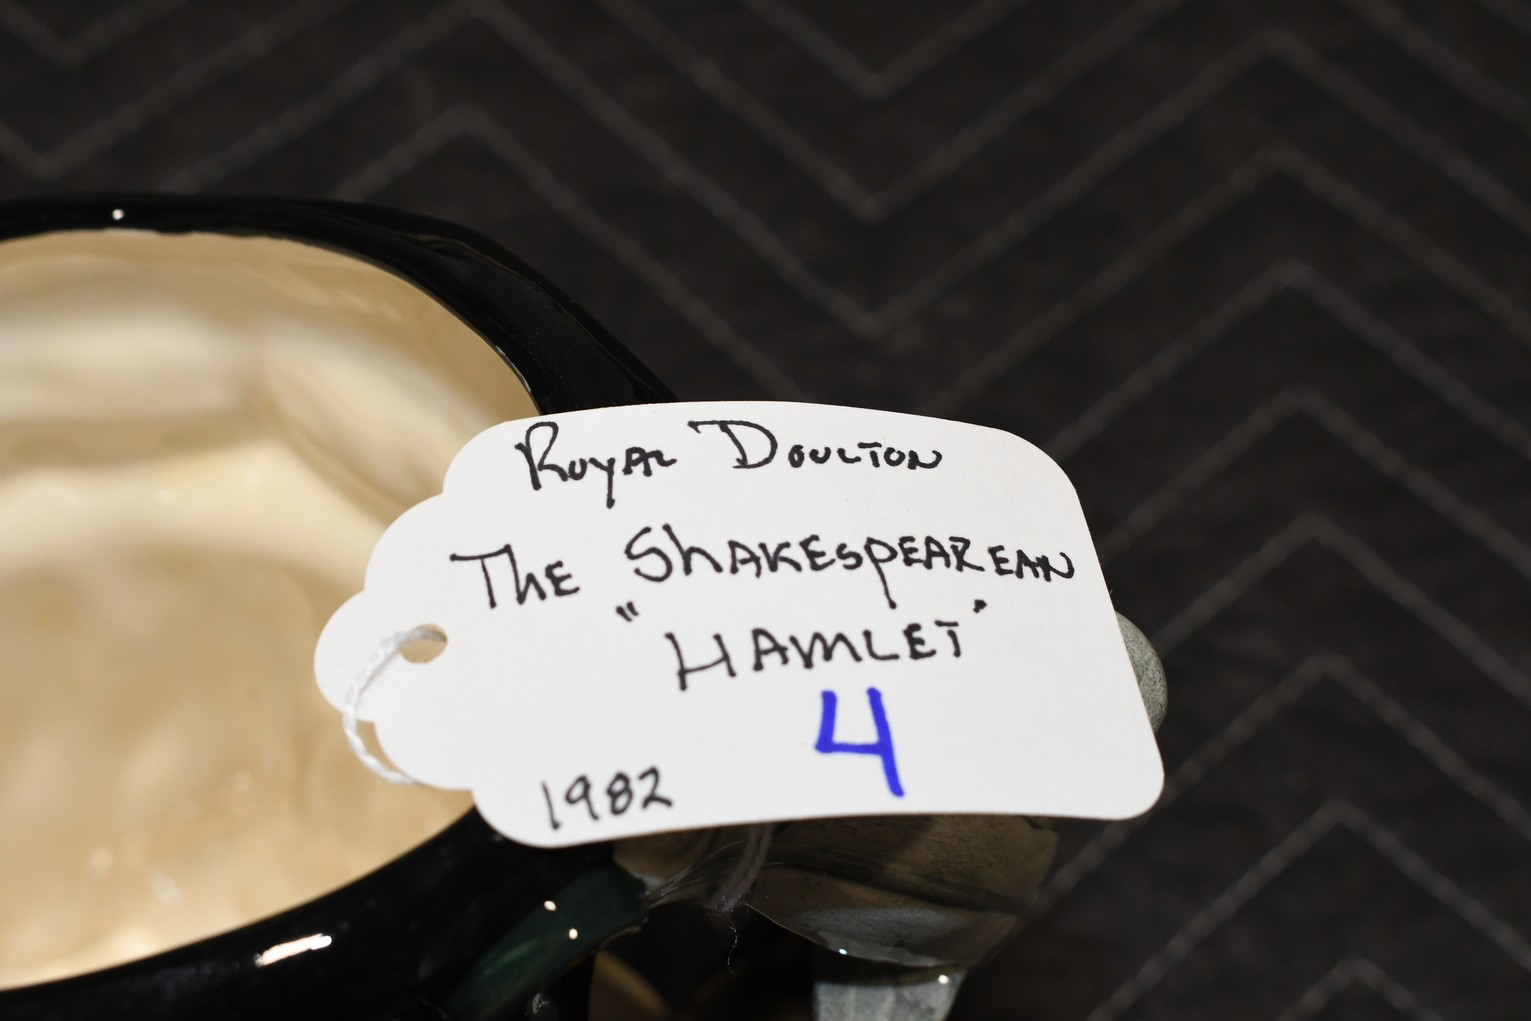 Royal Doulton
The Shakespearean
"Hamlet"
4
1982